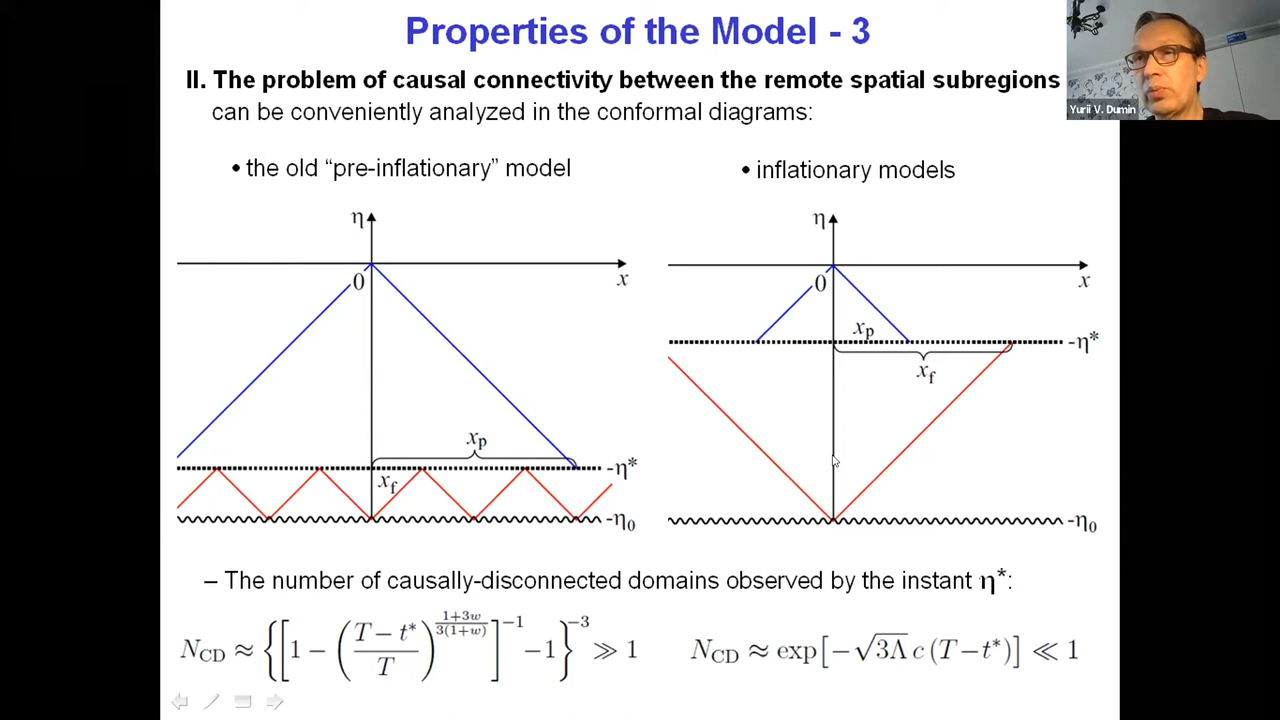 Properties of the Model - 3
II. The problem of causal connectivity between the remote spatial subregions
can be conveniently analyzed in the conformal diagrams:
Yurii V. Dumin
• the old “pre-inflationary” model
η
0
x
x_p
x_f
-η*
-η₀
• inflationary models
η
0
x
x_p
-η*
x_f
-η₀
– The number of causally-disconnected domains observed by the instant η*:
N_CD ≈ {[1 − ((T − t*)/T)^((1+3w)/(3(1+w)))]^−1 − 1}^−3 ≫ 1
N_CD ≈ exp[−√3Λ c (T − t*)] ≪ 1